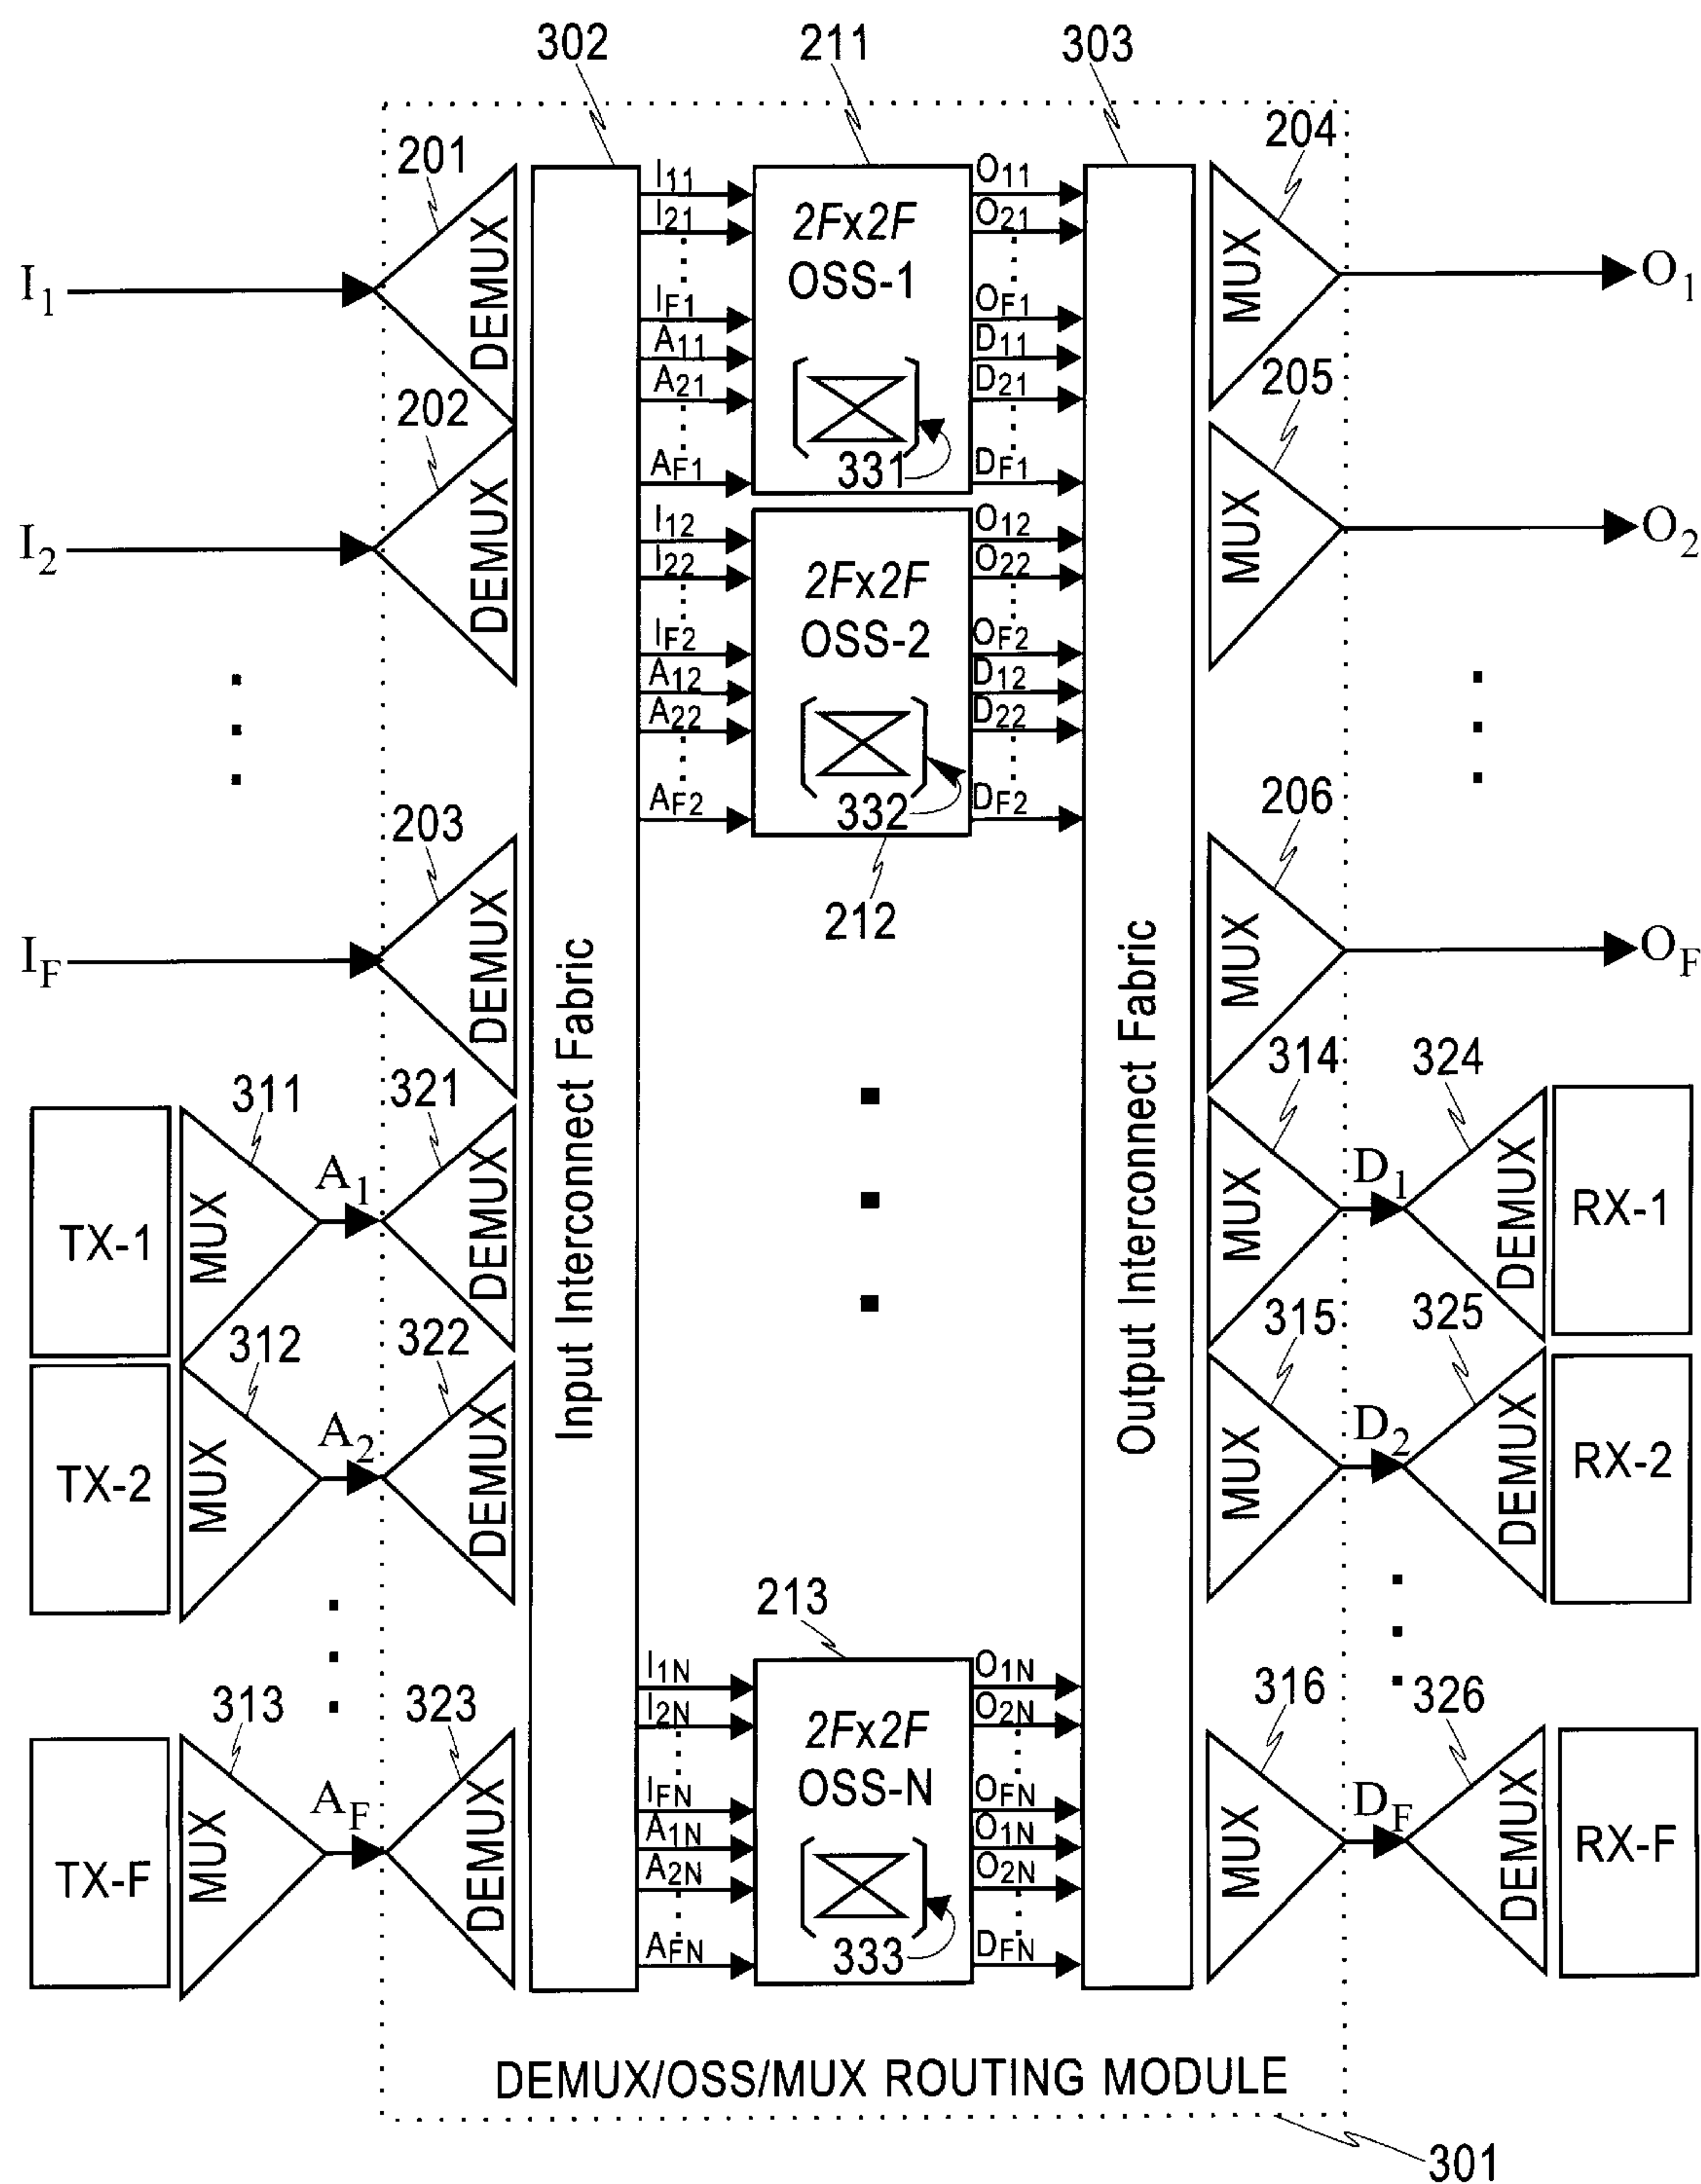 302
211
303
201
204
I11
I21
IF1
A11
A21
AF1
2Fx2F
OSS-1
331
O11
O21
OF1
D11
D21
DF1
I1
DEMUX
MUX
O1
202
205
I12
I22
IF2
A12
A22
AF2
2Fx2F
OSS-2
332
O12
O22
OF2
D12
D22
DF2
I2
DEMUX
MUX
O2
212
203
206
IF
DEMUX
MUX
OF
Input Interconnect Fabric
Output Interconnect Fabric
311
321
314
324
TX-1
MUX
A1
DEMUX
MUX
D1
DEMUX
RX-1
312
322
315
325
TX-2
MUX
A2
DEMUX
MUX
D2
DEMUX
RX-2
213
313
323
316
326
I1N
I2N
IFN
A1N
A2N
AFN
2Fx2F
OSS-N
333
O1N
O2N
OFN
O1N
O2N
DFN
TX-F
MUX
AF
DEMUX
MUX
DF
DEMUX
RX-F
DEMUX/OSS/MUX ROUTING MODULE
301